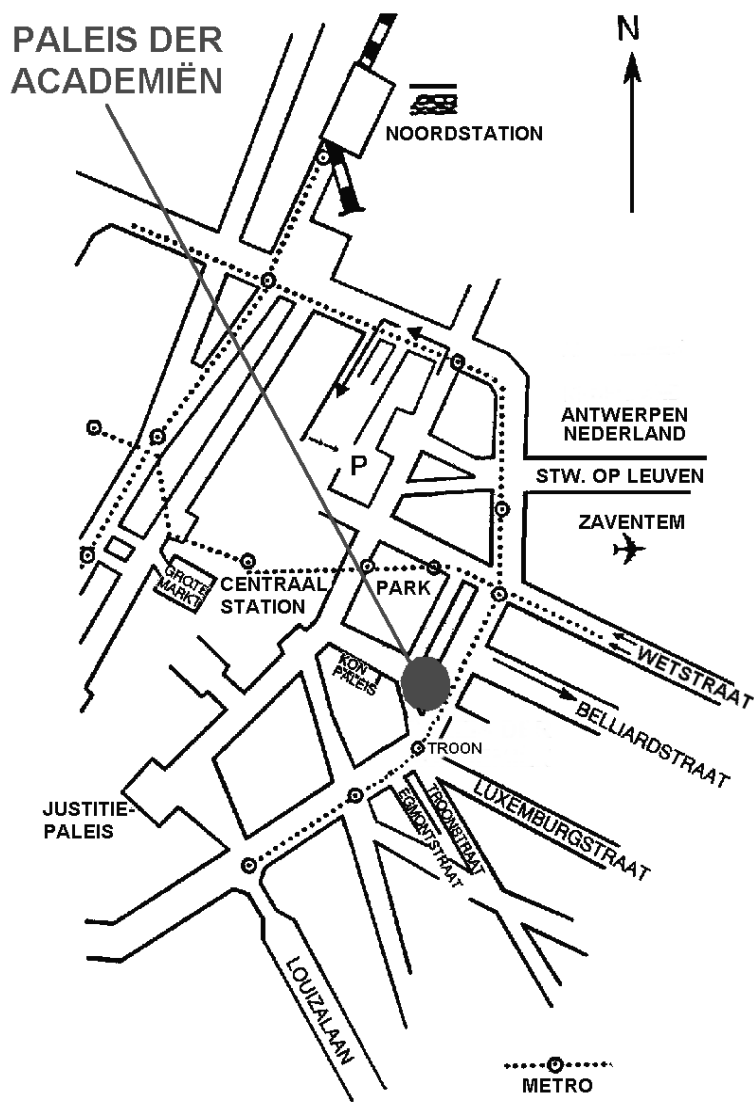 PALEIS DER
ACADEMIËN
N
NOORDSTATION
ANTWERPEN
NEDERLAND
STW. OP LEUVEN
P
ZAVENTEM
GROTE
MARKT
CENTRAAL
STATION
PARK
WETSTRAAT
KON
PALEIS
BELLIARDSTRAAT
TROON
LUXEMBURGSTRAAT
TROONSTRAAT
EGMONTSTRAAT
JUSTITIE-
PALEIS
LOUIZALAAN
METRO